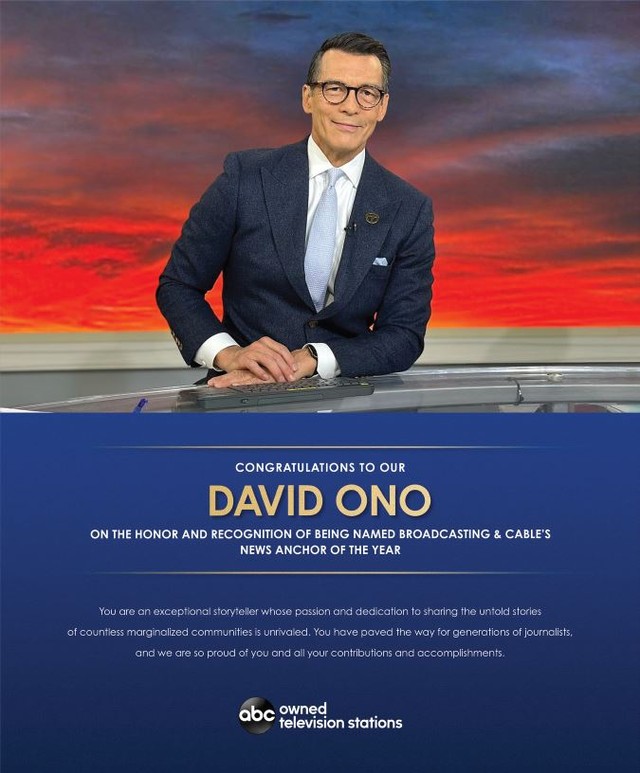 CONGRATULATIONS TO OUR
DAVID ONO
ON THE HONOR AND RECOGNITION OF BEING NAMED BROADCASTING & CABLE'S
NEWS ANCHOR OF THE YEAR
You are an exceptional storyteller whose passion and dedication to sharing the untold stories
of countless marginalized communities is unrivaled. You have paved the way for generations of journalists,
and we are so proud of you and all your contributions and accomplishments.
abc owned
television stations